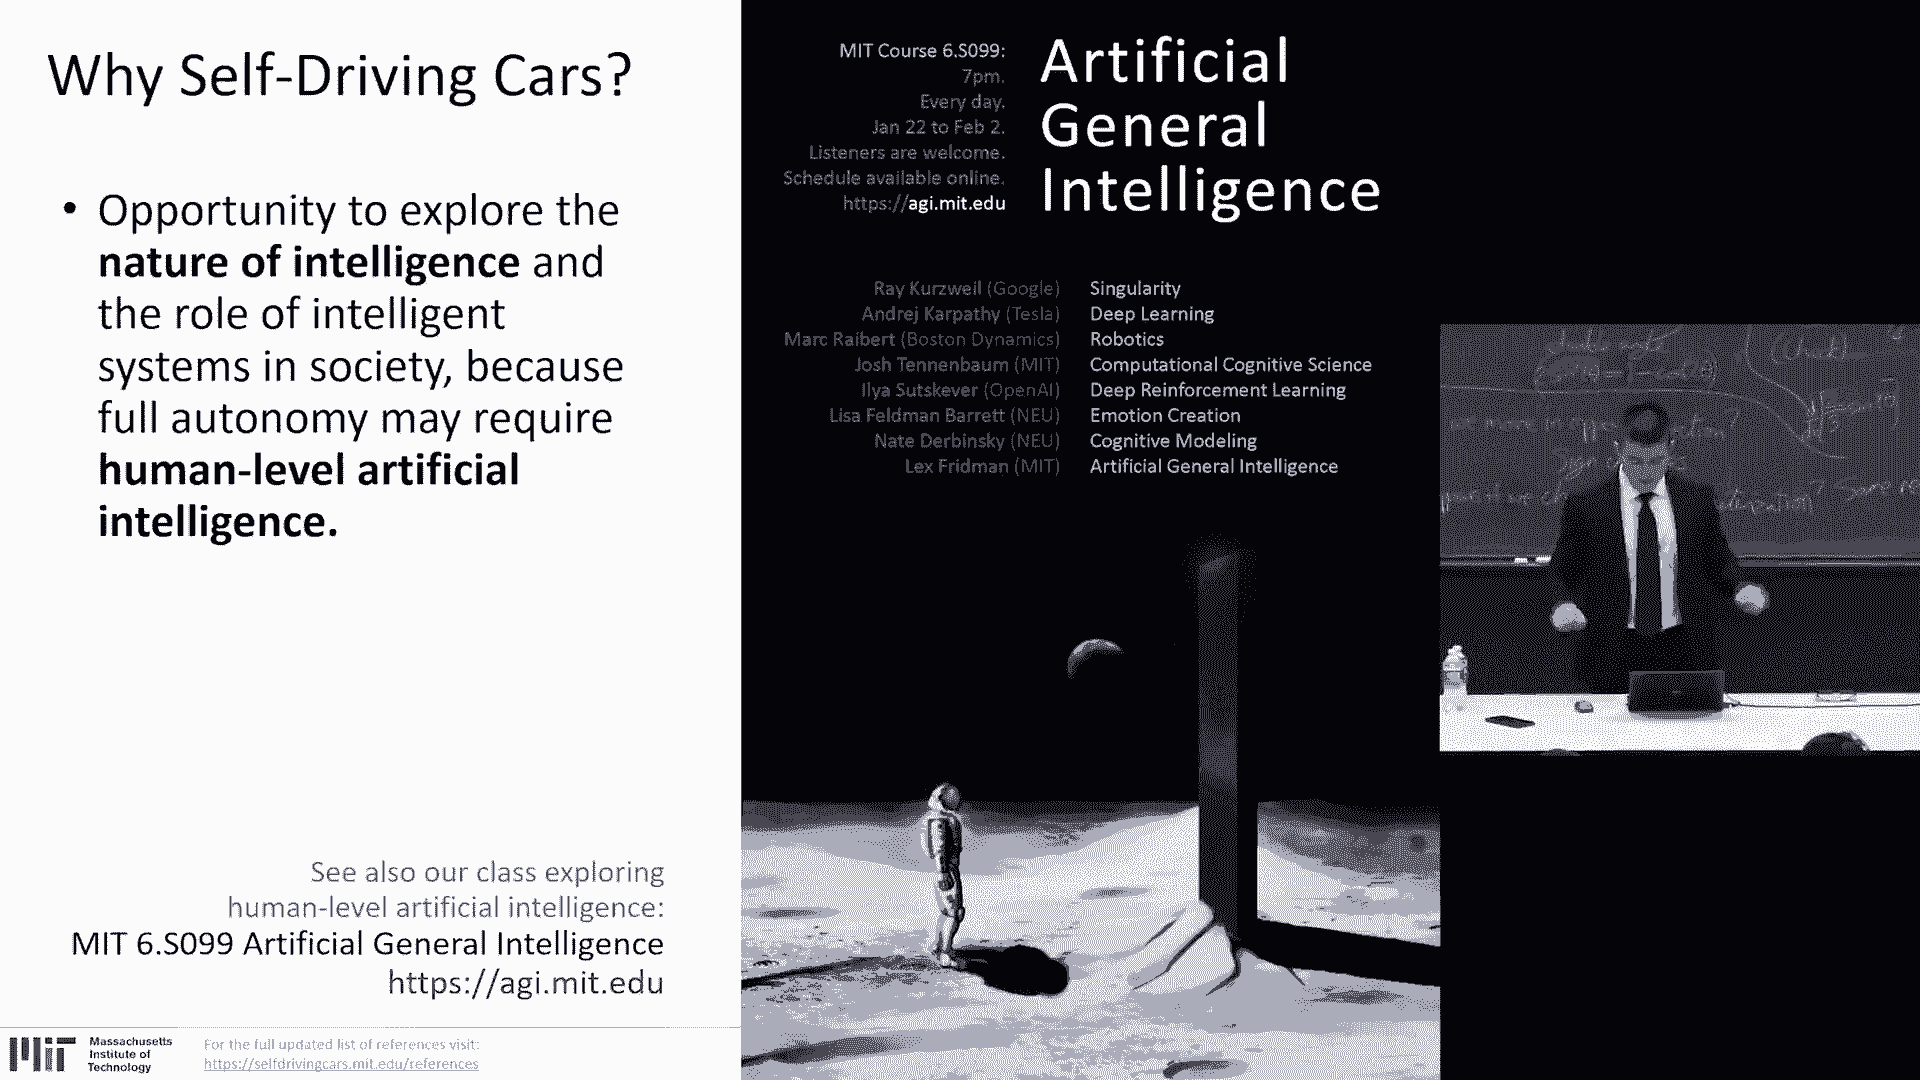 Why Self-Driving Cars?
• Opportunity to explore the
nature of intelligence and
the role of intelligent
systems in society, because
full autonomy may require
human-level artificial
intelligence.
See also our class exploring
human-level artificial intelligence:
MIT 6.S099 Artificial General Intelligence
https://agi.mit.edu
MIT
Massachusetts
Institute of
Technology
For the full updated list of references visit:
https://selfdrivingcars.mit.edu/references
MIT Course 6.S099:
7pm.
Every day.
Jan 22 to Feb 2.
Listeners are welcome.
Schedule available online.
https://agi.mit.edu
Artificial
General
Intelligence
Ray Kurzweil (Google) Singularity
Andrej Karpathy (Tesla) Deep Learning
Marc Raibert (Boston Dynamics) Robotics
Josh Tennenbaum (MIT) Computational Cognitive Science
Ilya Sutskever (OpenAI) Deep Reinforcement Learning
Lisa Feldman Barrett (NEU) Emotion Creation
Nate Derbinsky (NEU) Cognitive Modeling
Lex Fridman (MIT) Artificial General Intelligence